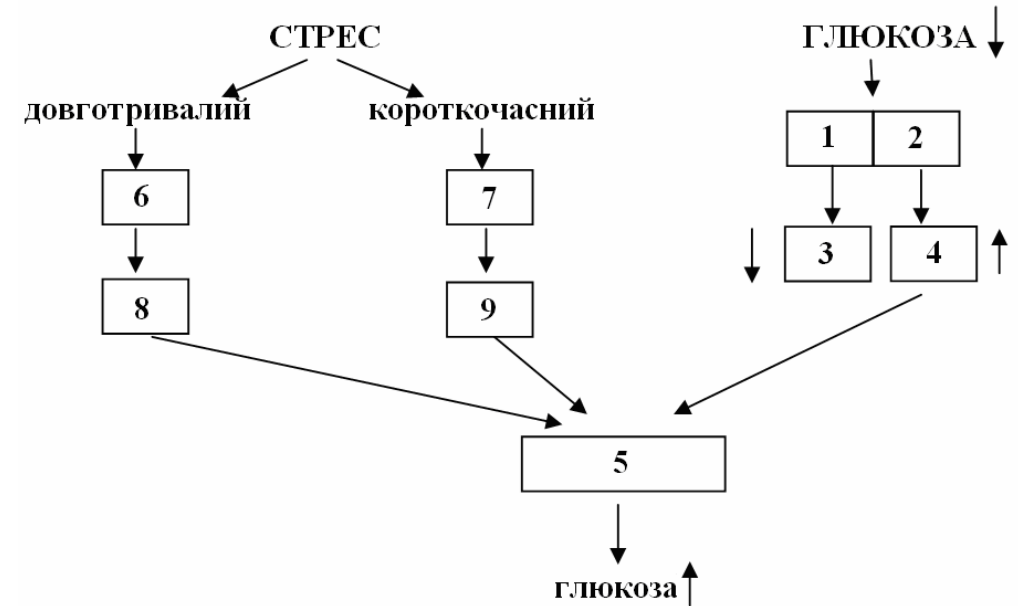 СТРЕС
ГЛЮКОЗА
довготривалий
короткочасний
1
2
6
7
3
4
8
9
5
глюкоза